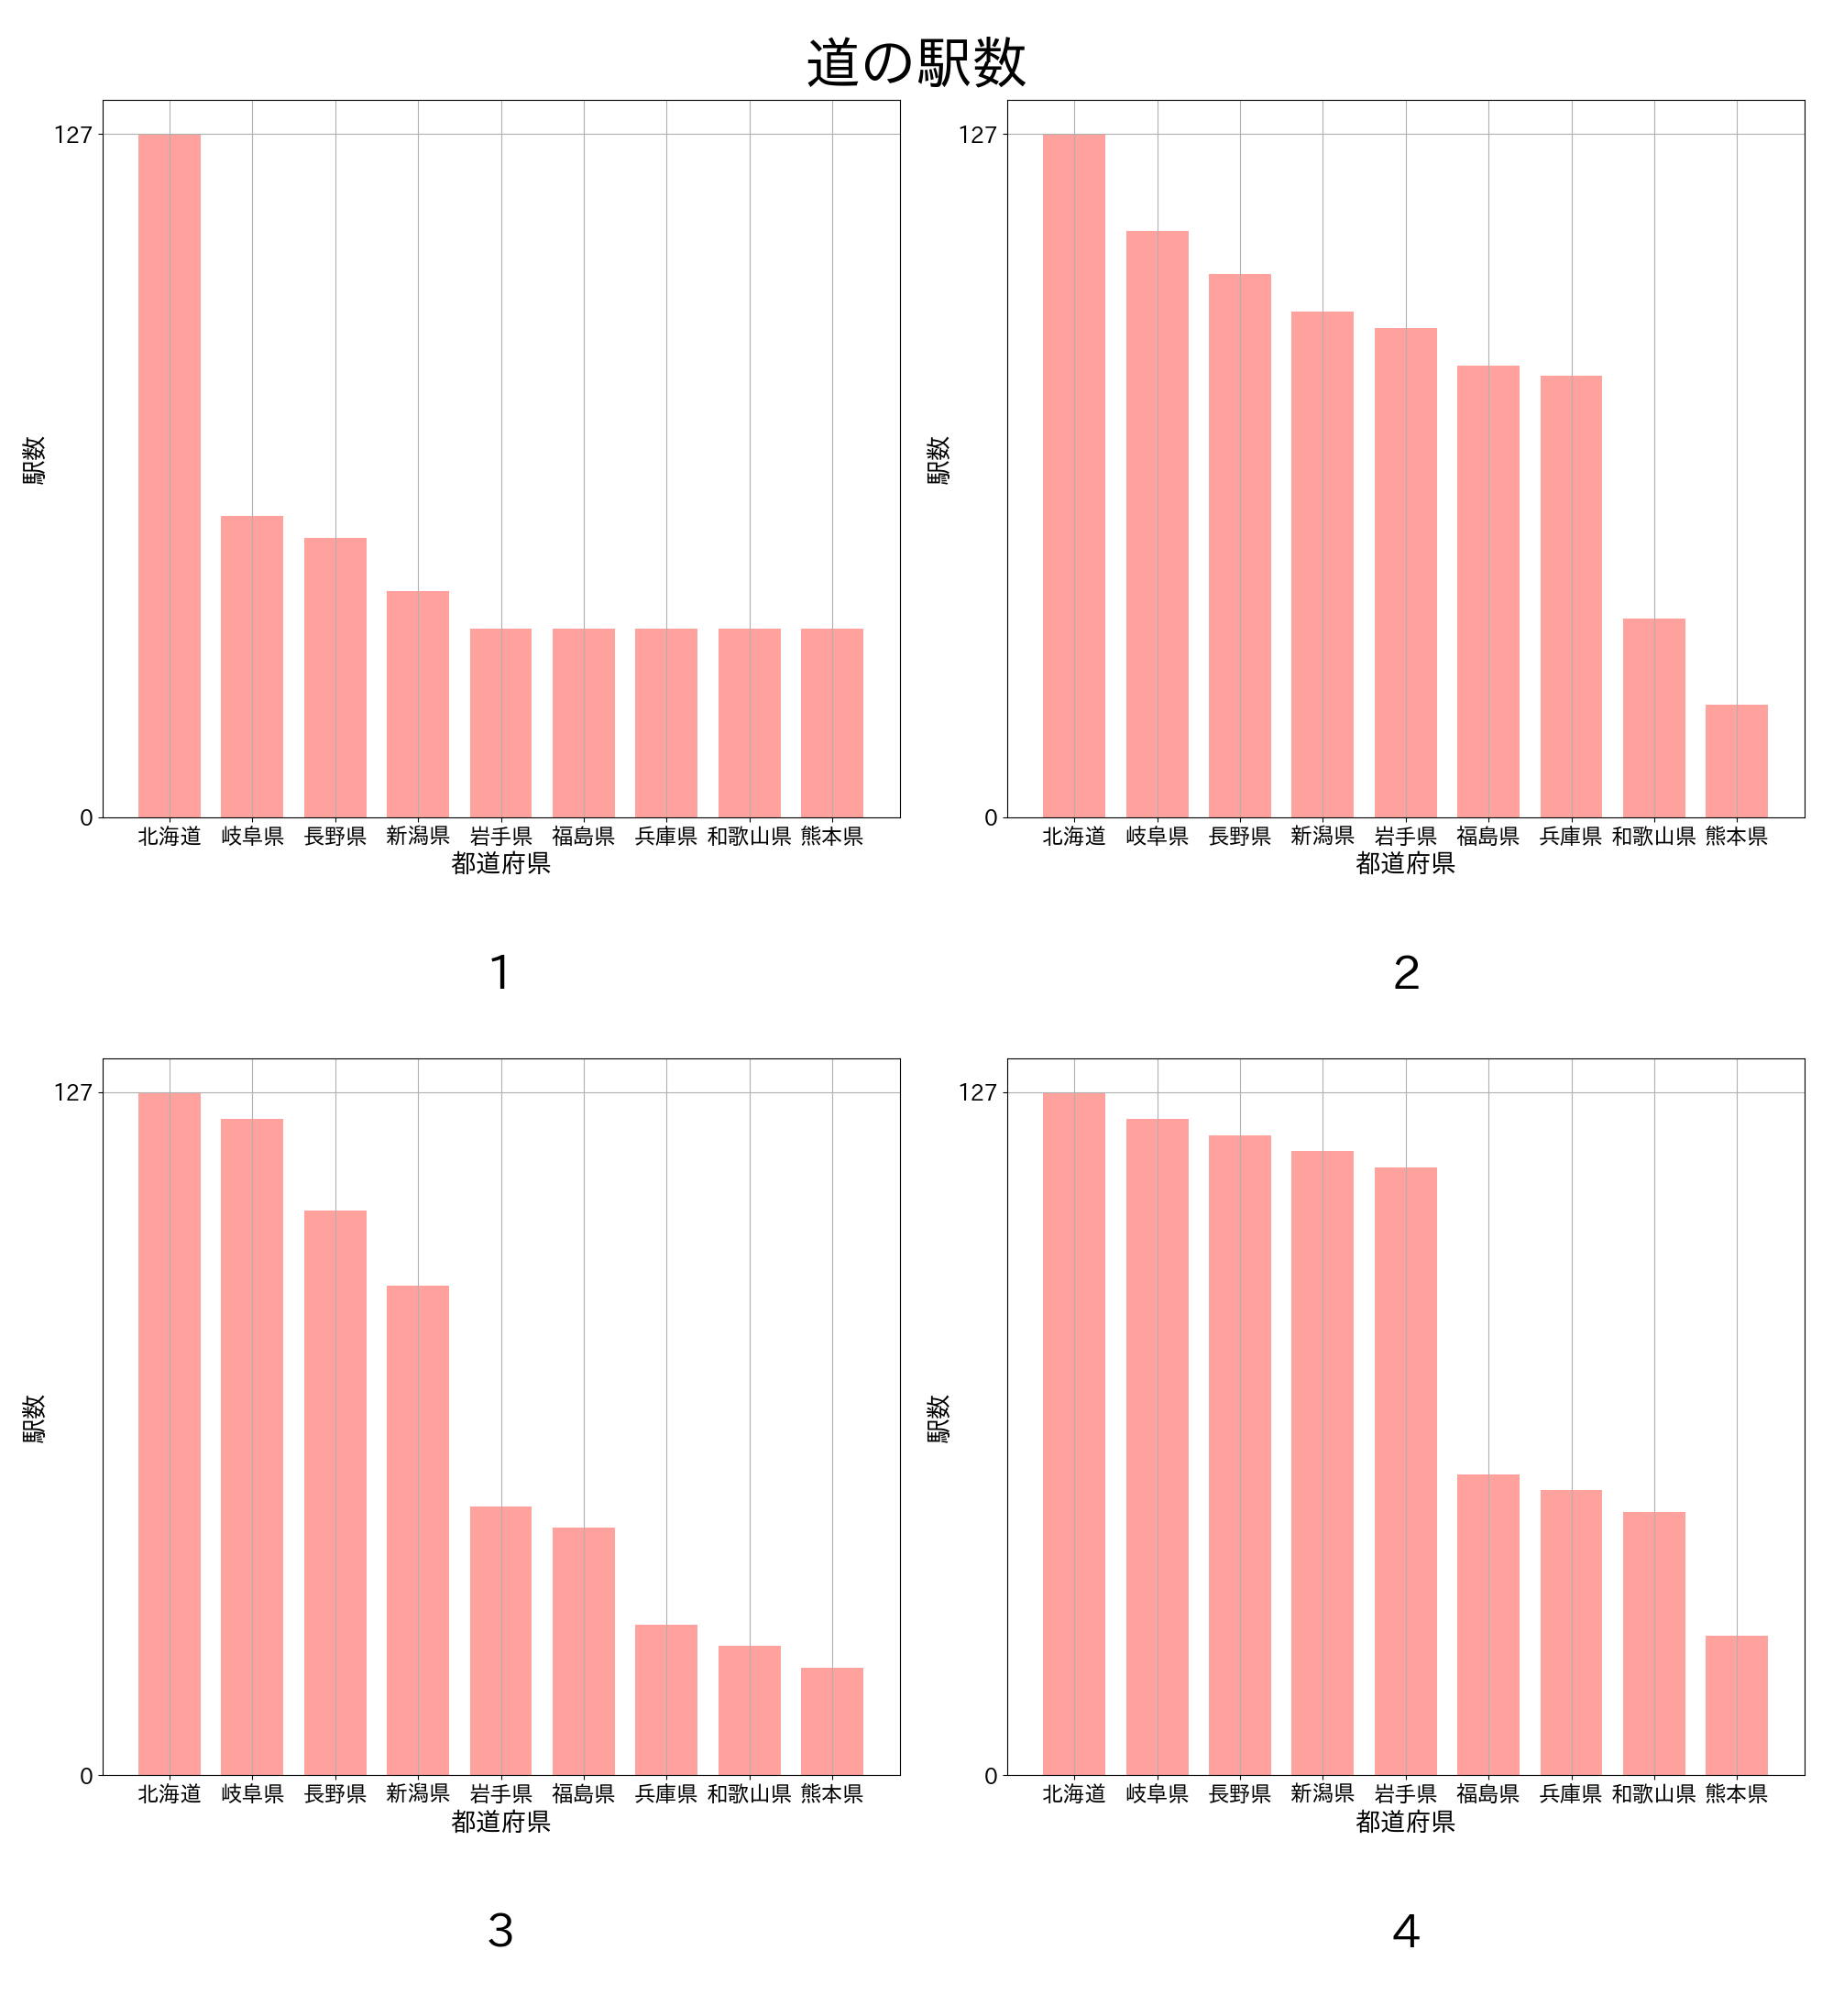 道の駅数
127
0
駅数
北海道 岐阜県 長野県 新潟県 岩手県 福島県 兵庫県 和歌山県 熊本県
都道府県
1
127
0
駅数
北海道 岐阜県 長野県 新潟県 岩手県 福島県 兵庫県 和歌山県 熊本県
都道府県
2
127
0
駅数
北海道 岐阜県 長野県 新潟県 岩手県 福島県 兵庫県 和歌山県 熊本県
都道府県
3
127
0
駅数
北海道 岐阜県 長野県 新潟県 岩手県 福島県 兵庫県 和歌山県 熊本県
都道府県
4